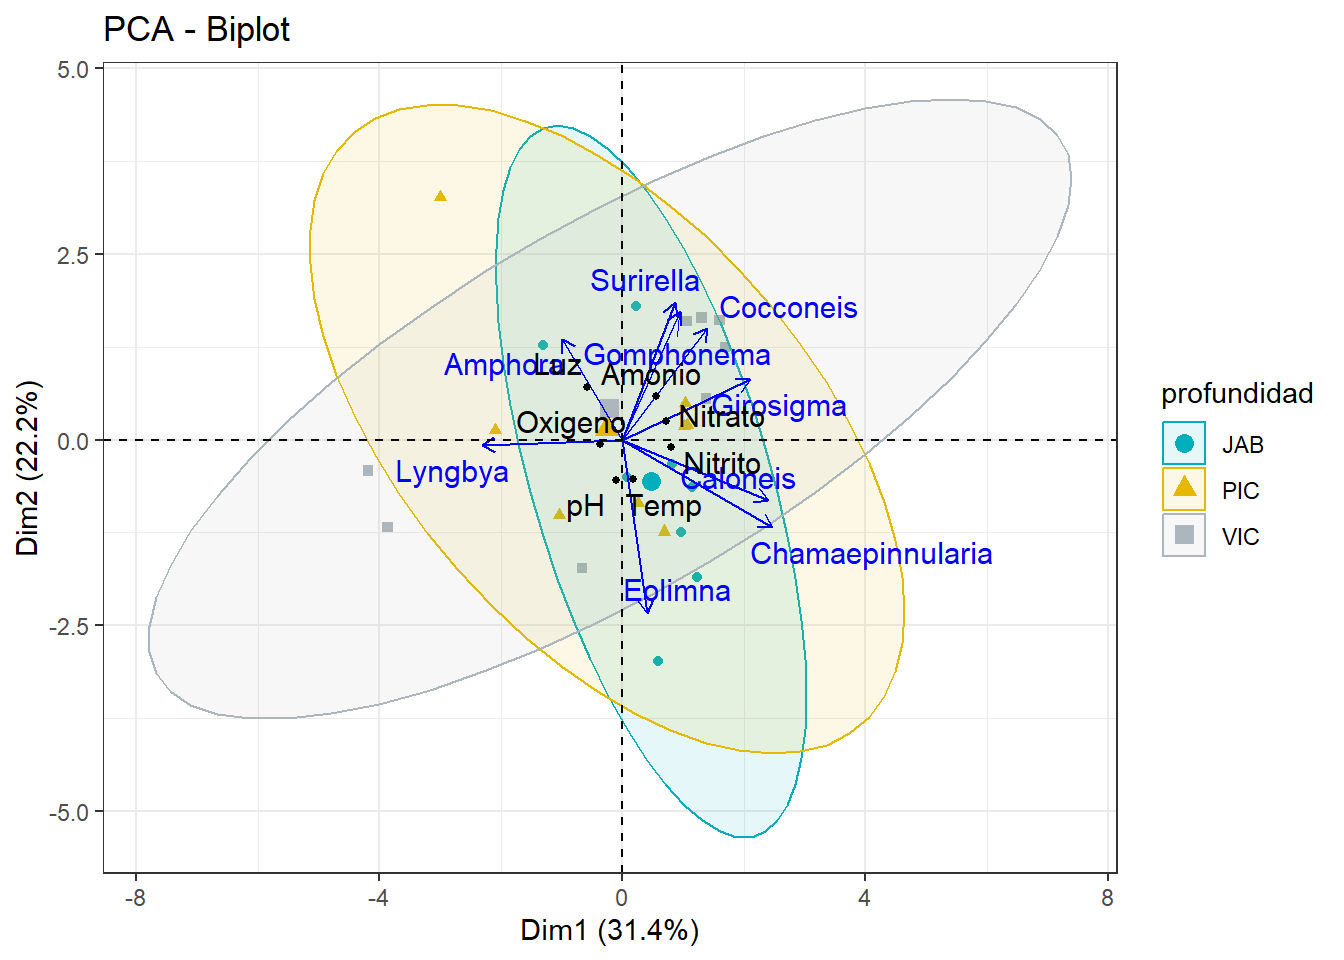 PCA - Biplot
5.0
2.5
0.0
-2.5
-5.0
Dim2 (22.2%)
Surirella
Cocconeis
Gomphonema
Amphora
Luz
Amonio
Girosigma
Oxigeno
Nitrato
Lyngbya
Nitrito
Caloneis
pH
Temp
Chamaepinnularia
Eolimna
-8
-4
0
4
8
Dim1 (31.4%)
profundidad
JAB
PIC
VIC